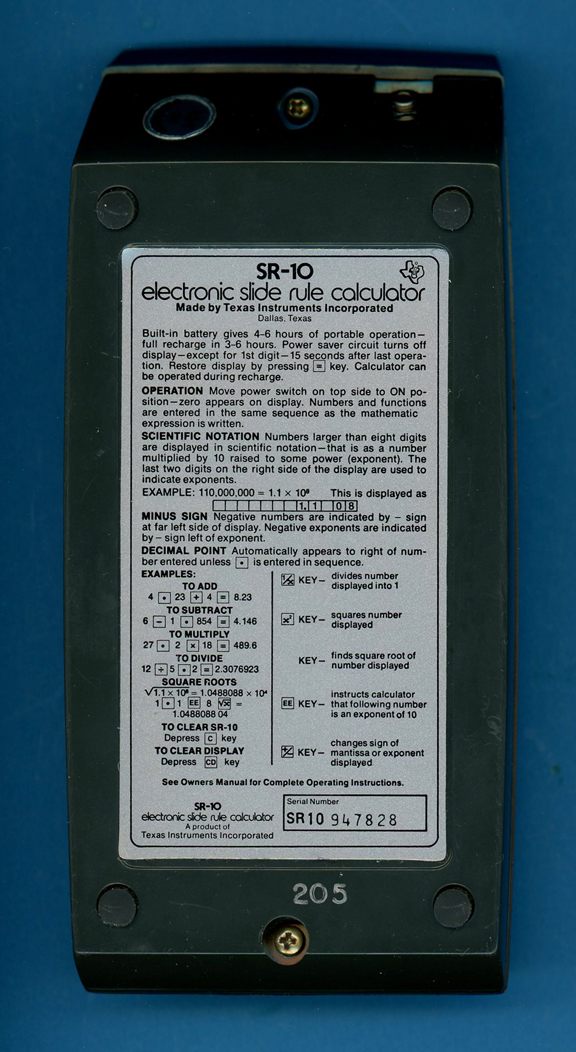 SR-10
electronic slide rule calculator
Made by Texas Instruments Incorporated
Dallas, Texas
Built-in battery gives 4-6 hours of portable operation—
full recharge in 3-6 hours. Power saver circuit turns off
display—except for 1st digit—15 seconds after last opera-
tion. Restore display by pressing = key. Calculator can
be operated during recharge.
OPERATION Move power switch on top side to ON po-
sition—zero appears on display. Numbers and functions
are entered in the same sequence as the mathematic
expression is written.
SCIENTIFIC NOTATION Numbers larger than eight digits
are displayed in scientific notation—that is as a number
multiplied by 10 raised to some power (exponent). The
last two digits on the right side of the display are used to
indicate exponents.
EXAMPLE: 110,000,000 = 1.1 × 10⁸ This is displayed as
1. 1 0 8
MINUS SIGN Negative numbers are indicated by – sign
at far left side of display. Negative exponents are indicated
by – sign left of exponent.
DECIMAL POINT Automatically appears to right of num-
ber entered unless • is entered in sequence.
EXAMPLES:
TO ADD
4 • 23 + 4 = 8.23
TO SUBTRACT
6 − 1 • 854 = 4.146
TO MULTIPLY
27 • 2 × 18 = 489.6
TO DIVIDE
12 ÷ 5 • 2 = 2.3076923
SQUARE ROOTS
√1.1 × 10⁸ = 1.0488088 × 10⁴
1 • 1 EE 8 √x =
1.0488088 04
TO CLEAR SR-10
Depress C key
TO CLEAR DISPLAY
Depress CD key
1/x KEY— divides number
displayed into 1
x² KEY— squares number
displayed
KEY— finds square root of
number displayed
EE KEY— instructs calculator
that following number
is an exponent of 10
+/− KEY— changes sign of
mantissa or exponent
displayed
See Owners Manual for Complete Operating Instructions.
SR-10
electronic slide rule calculator
A product of
Texas Instruments Incorporated
Serial Number
SR10 947828
205